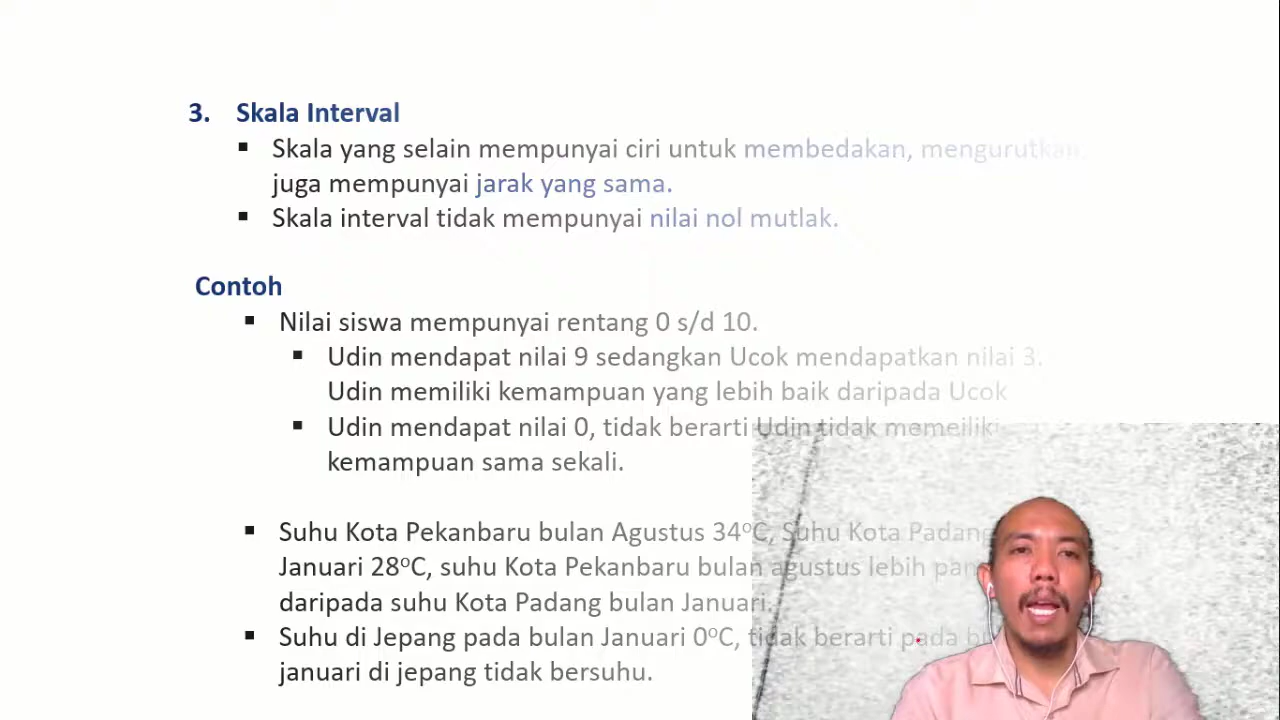 3. Skala Interval
▪ Skala yang selain mempunyai ciri untuk membedakan, mengurutkan,
juga mempunyai jarak yang sama.
▪ Skala interval tidak mempunyai nilai nol mutlak.
Contoh
▪ Nilai siswa mempunyai rentang 0 s/d 10.
▪ Udin mendapat nilai 9 sedangkan Ucok mendapatkan nilai 3.
Udin memiliki kemampuan yang lebih baik daripada Ucok
▪ Udin mendapat nilai 0, tidak berarti Udin tidak memeiliki
kemampuan sama sekali.
▪ Suhu Kota Pekanbaru bulan Agustus 34°C, Suhu Kota Padang
Januari 28°C, suhu Kota Pekanbaru bulan agustus lebih
daripada suhu Kota Padang bulan Januari.
▪ Suhu di Jepang pada bulan Januari 0°C, tidak berarti pada
januari di jepang tidak bersuhu.